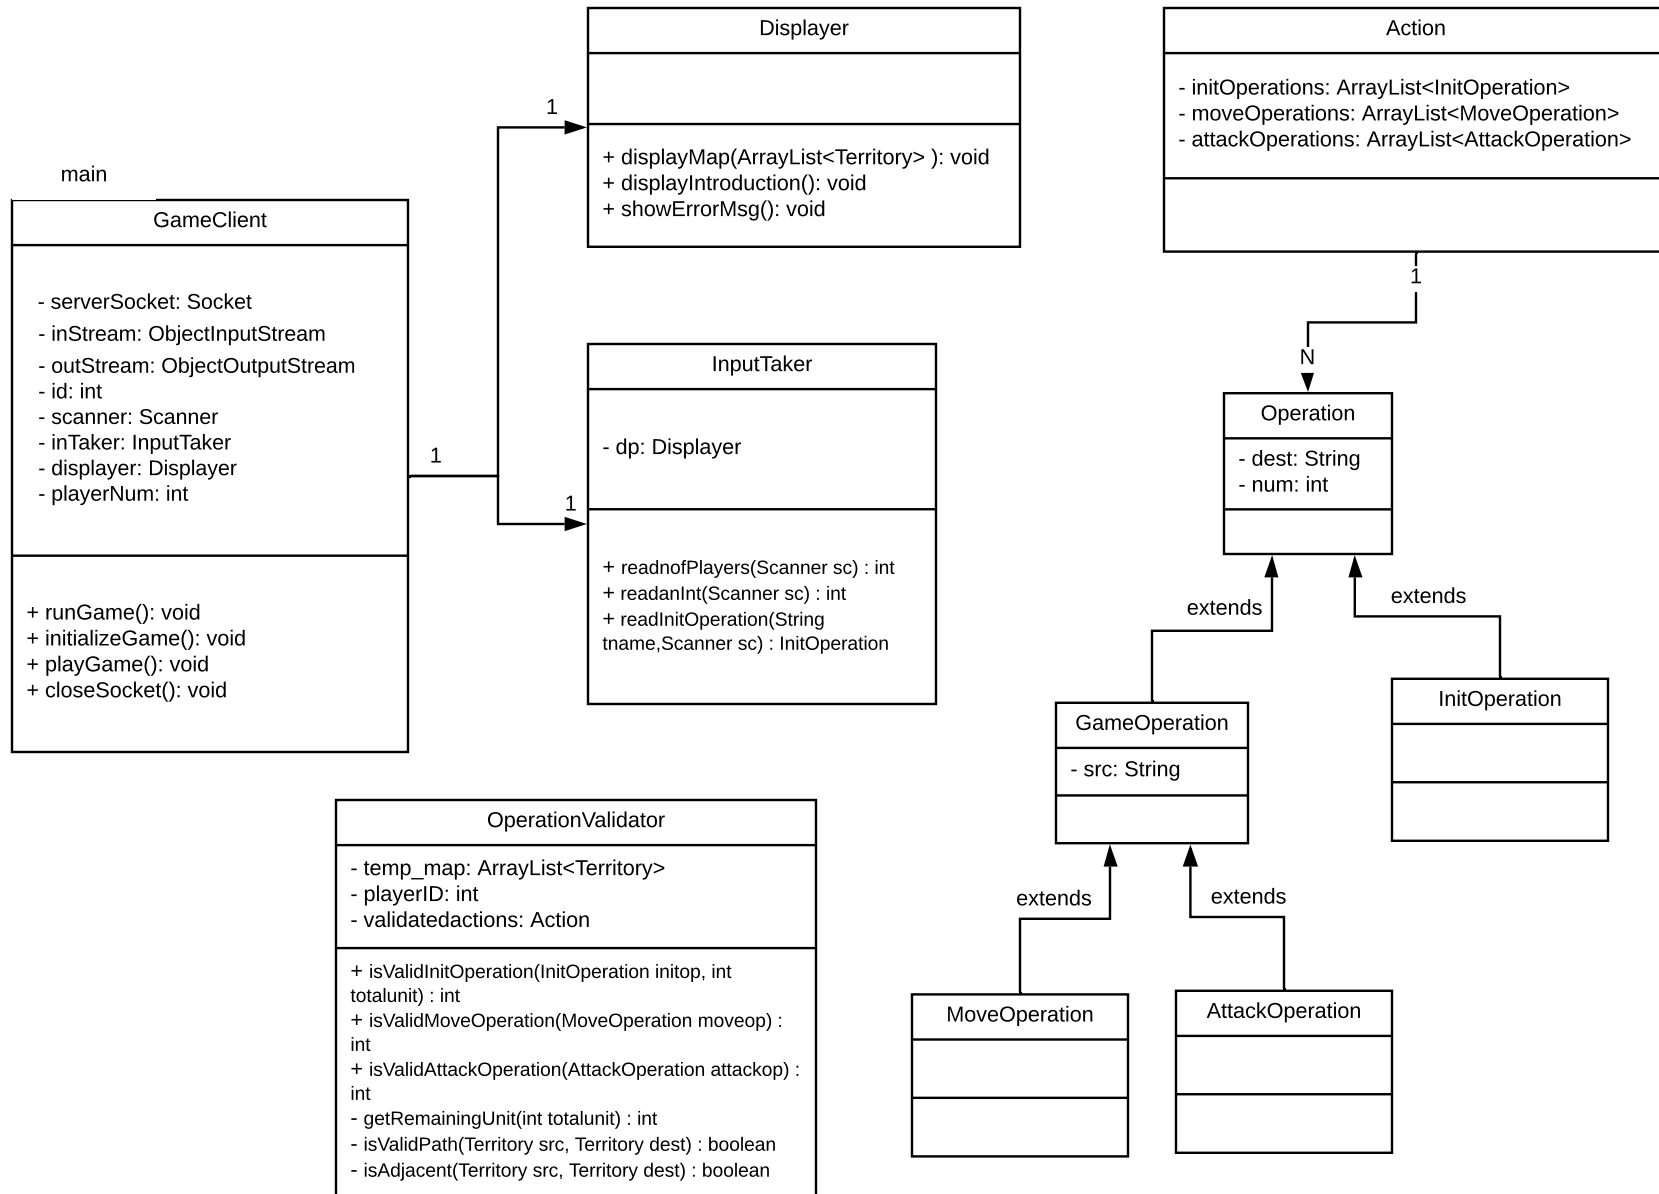 main
GameClient
- serverSocket: Socket
- inStream: ObjectInputStream
- outStream: ObjectOutputStream
- id: int
- scanner: Scanner
- inTaker: InputTaker
- displayer: Displayer
- playerNum: int
+ runGame(): void
+ initializeGame(): void
+ playGame(): void
+ closeSocket(): void
1
1
1
Displayer
+ displayMap(ArrayList<Territory> ): void
+ displayIntroduction(): void
+ showErrorMsg(): void
InputTaker
- dp: Displayer
+ readnofPlayers(Scanner sc) : int
+ readanInt(Scanner sc) : int
+ readInitOperation(String
tname,Scanner sc) : InitOperation
OperationValidator
- temp_map: ArrayList<Territory>
- playerID: int
- validatedactions: Action
+ isValidInitOperation(InitOperation initop, int
totalunit) : int
+ isValidMoveOperation(MoveOperation moveop) :
int
+ isValidAttackOperation(AttackOperation attackop) :
int
- getRemainingUnit(int totalunit) : int
- isValidPath(Territory src, Territory dest) : boolean
- isAdjacent(Territory src, Territory dest) : boolean
Action
- initOperations: ArrayList<InitOperation>
- moveOperations: ArrayList<MoveOperation>
- attackOperations: ArrayList<AttackOperation>
1
N
Operation
- dest: String
- num: int
extends
extends
GameOperation
- src: String
InitOperation
extends
extends
MoveOperation
AttackOperation